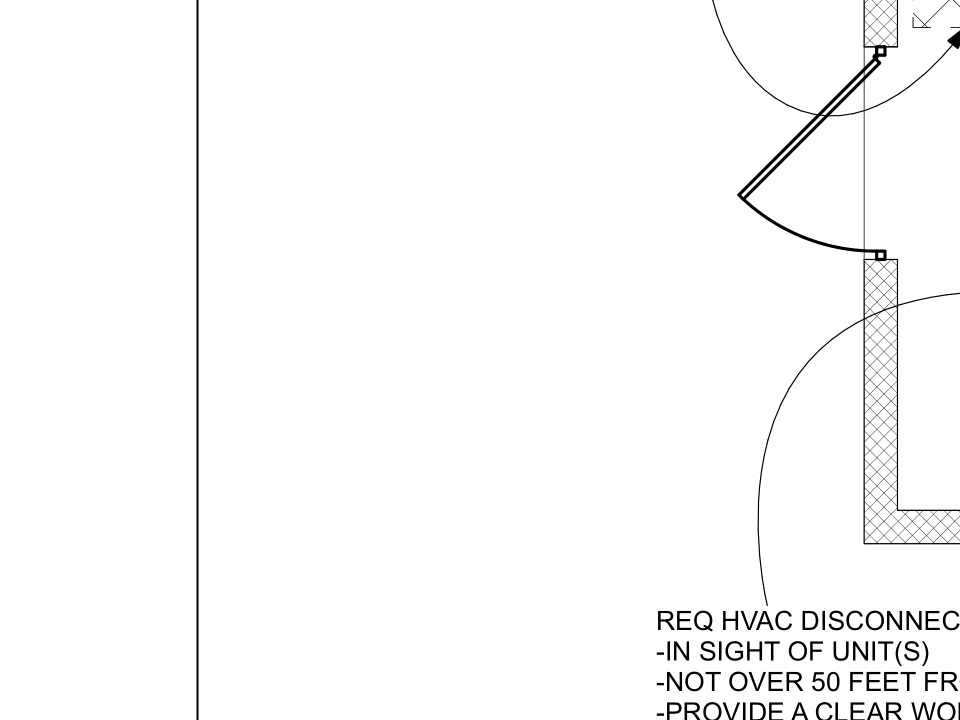 REQ HVAC DISCONNEC
-IN SIGHT OF UNIT(S)
-NOT OVER 50 FEET FR
-PROVIDE A CLEAR WO